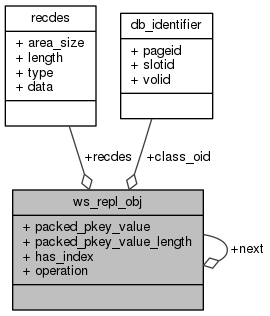 recdes
+ area_size
+ length
+ type
+ data
db_identifier
+ pageid
+ slotid
+ volid
+recdes
+class_oid
ws_repl_obj
+ packed_pkey_value
+ packed_pkey_value_length
+ has_index
+ operation
+next